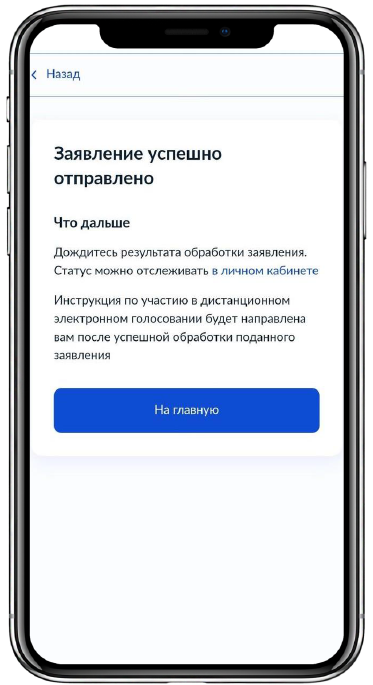 Назад
Заявление успешно
отправлено
Что дальше
Дождитесь результата обработки заявления.
Статус можно отслеживать в личном кабинете
Инструкция по участию в дистанционном
электронном голосовании будет направлена
вам после успешной обработки поданного
заявления
На главную